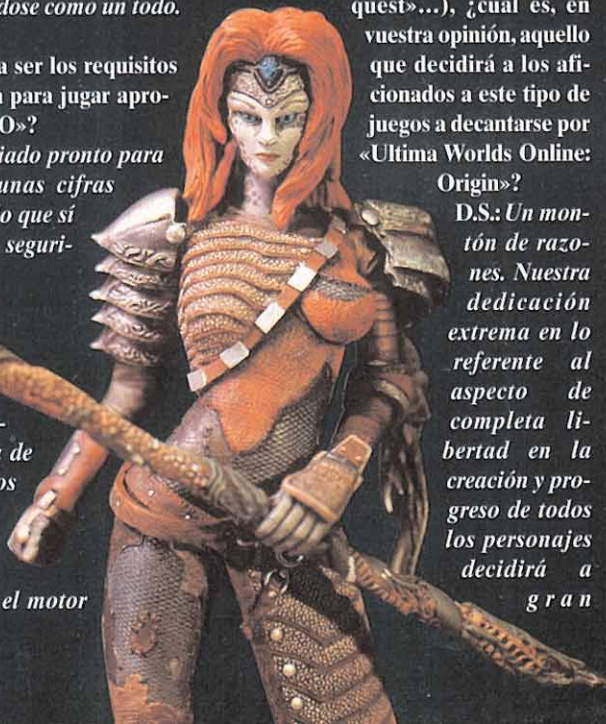 dose como un todo.
a ser los requisitos
para jugar apro-
O»?
iado pronto para
unas cifras
o que sí
seguri-
-
a de
os
el motor
quest»...), ¿cuál es, en
vuestra opinión, aquello
que decidirá a los afi-
cionados a este tipo de
juegos a decantarse por
«Ultima Worlds Online:
Origin»?
D.S.: Un mon-
tón de razo-
nes. Nuestra
dedicación
extrema en lo
referente al
aspecto de
completa li-
bertad en la
creación y pro-
greso de todos
los personajes
decidirá a
gran